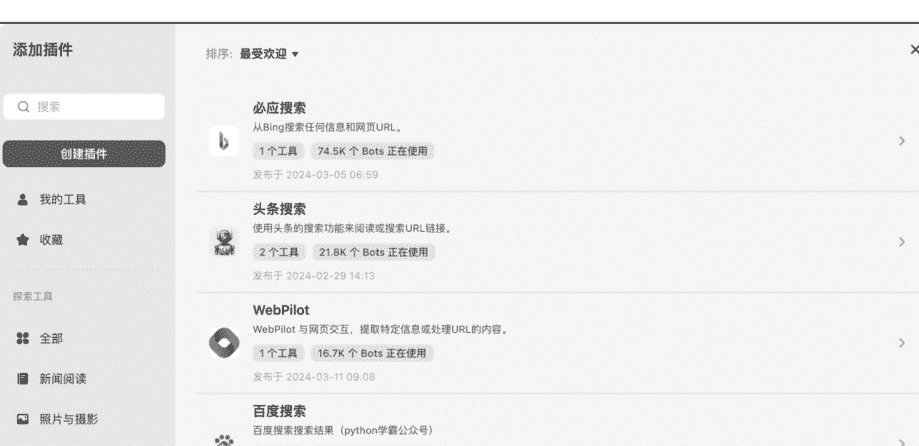 添加插件
搜索
创建插件
我的工具
收藏
探索工具
全部
新闻阅读
照片与摄影
排序: 最受欢迎
必应搜索
从Bing搜索任何信息和网页URL。
1 个工具 74.5K 个 Bots 正在使用
发布于 2024-03-05 06:59
头条搜索
使用头条的搜索功能来阅读或搜索URL链接。
2 个工具 21.8K 个 Bots 正在使用
发布于 2024-02-29 14:13
WebPilot
WebPilot 与网页交互，提取特定信息或处理URL的内容。
1 个工具 16.7K 个 Bots 正在使用
发布于 2024-03-11 09:08
百度搜索
百度搜索搜索结果（python学霸公众号）